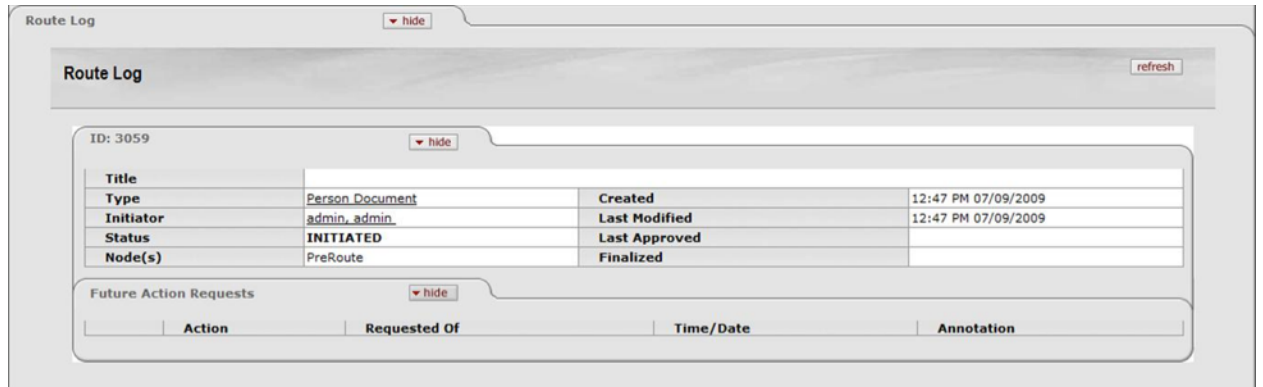 Route Log hide
Route Log refresh
ID: 3059 hide
Title
Type Person Document Created 12:47 PM 07/09/2009
Initiator admin, admin Last Modified 12:47 PM 07/09/2009
Status INITIATED Last Approved
Node(s) PreRoute Finalized
Future Action Requests hide
Action Requested Of Time/Date Annotation